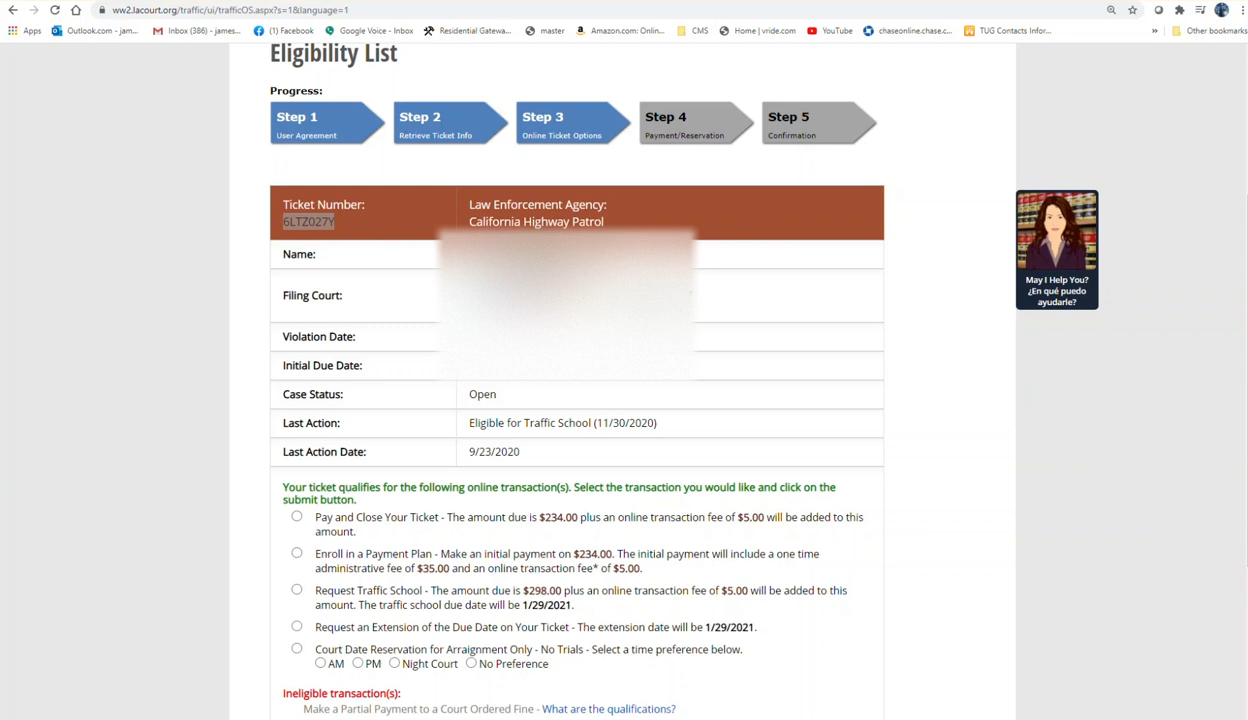 ww2.lacourt.org/traffic/ui/trafficOS.aspx?s=1&language=1
Apps Outlook.com - jam... Inbox (386) - james... (1) Facebook Google Voice - Inbox Residential Gatewa... master Amazon.com: Onlin... CMS Home | vride.com YouTube chaseonline.chase.c... TUG Contacts Infor... » Other bookmarks
Eligibility List
Progress:
Step 1 Step 2 Step 3 Step 4 Step 5
User Agreement Retrieve Ticket Info Online Ticket Options Payment/Reservation Confirmation
Ticket Number: Law Enforcement Agency:
6LTZ027Y California Highway Patrol
Name:
Filing Court:
Violation Date:
Initial Due Date:
Case Status: Open
Last Action: Eligible for Traffic School (11/30/2020)
Last Action Date: 9/23/2020
May I Help You?
¿En qué puedo
ayudarle?
Your ticket qualifies for the following online transaction(s). Select the transaction you would like and click on the
submit button.
Pay and Close Your Ticket - The amount due is $234.00 plus an online transaction fee of $5.00 will be added to this
amount.
Enroll in a Payment Plan - Make an initial payment on $234.00. The initial payment will include a one time
administrative fee of $35.00 and an online transaction fee* of $5.00.
Request Traffic School - The amount due is $298.00 plus an online transaction fee of $5.00 will be added to this
amount. The traffic school due date will be 1/29/2021.
Request an Extension of the Due Date on Your Ticket - The extension date will be 1/29/2021.
Court Date Reservation for Arraignment Only - No Trials - Select a time preference below.
AM PM Night Court No Preference
Ineligible transaction(s):
Make a Partial Payment to a Court Ordered Fine - What are the qualifications?